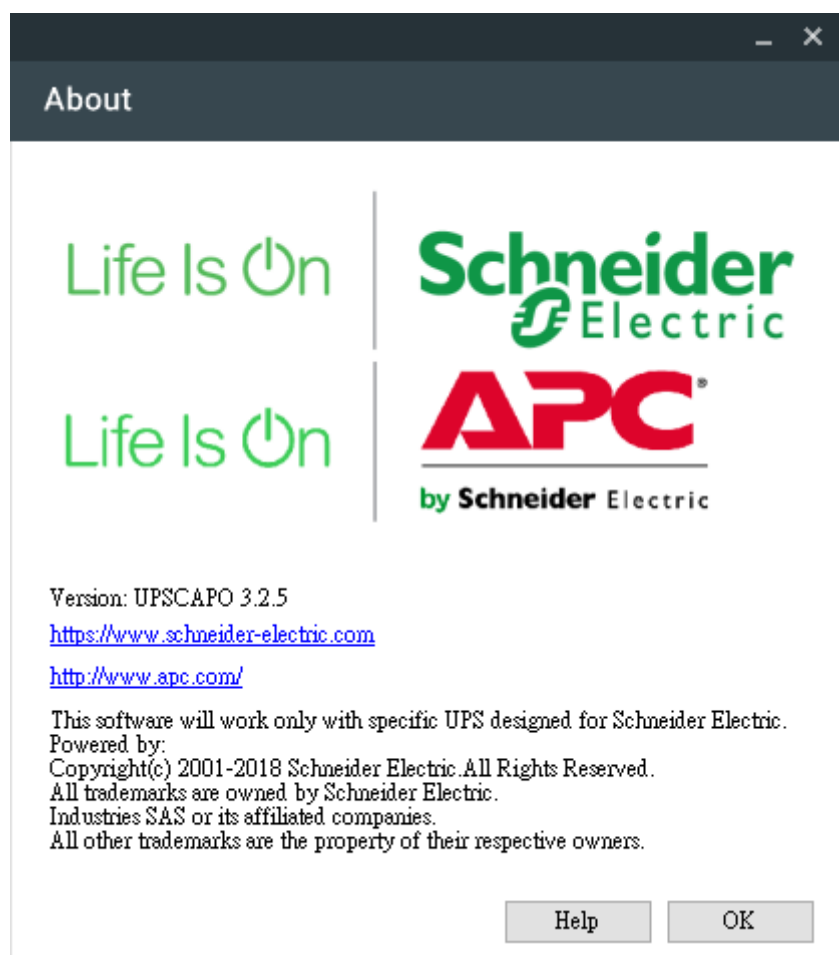 About
Life Is On
Schneider
Electric
Life Is On
APC®
by Schneider Electric
Version: UPSCAPO 3.2.5
https://www.schneider-electric.com
http://www.apc.com/
This software will work only with specific UPS designed for Schneider Electric.
Powered by:
Copyright(c) 2001-2018 Schneider Electric.All Rights Reserved.
All trademarks are owned by Schneider Electric.
Industries SAS or its affiliated companies.
All other trademarks are the property of their respective owners.
Help OK